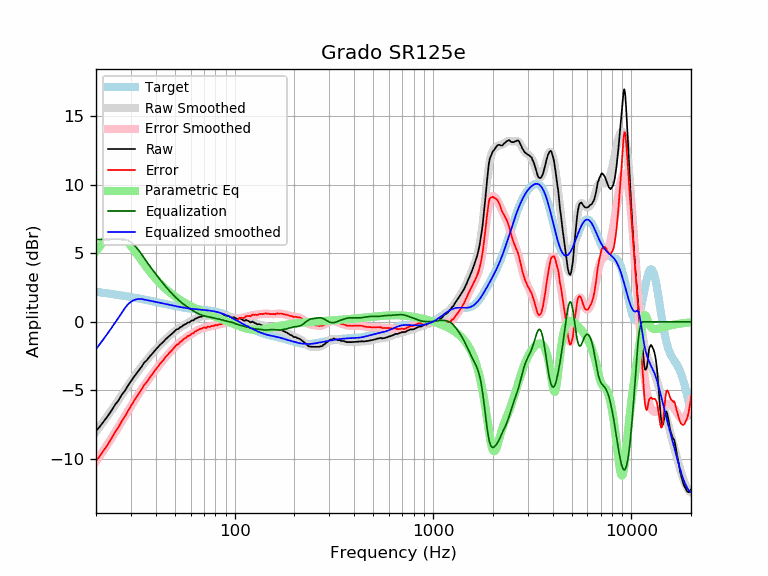 Grado SR125e
Target
Raw Smoothed
Error Smoothed
Raw
Error
Parametric Eq
Equalization
Equalized smoothed
15
10
5
0
−5
−10
Amplitude (dBr)
100
1000
10000
Frequency (Hz)